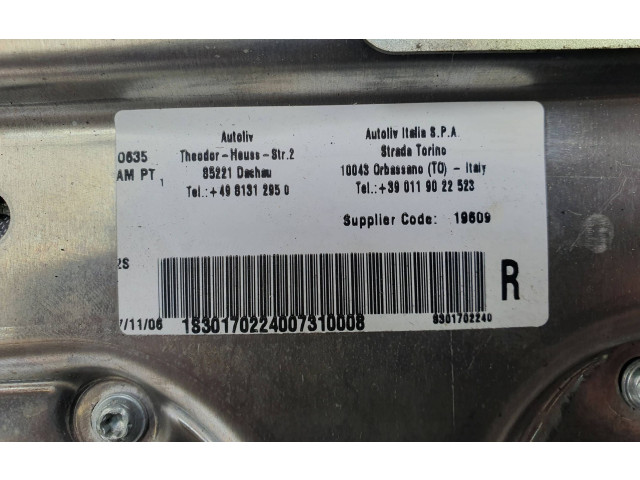 Autoliv
Theodor-Heuss-Str.2
85221 Dachau
Tel.:+49 8131 295 0
Autoliv Italia S.P.A.
Strada Torino
10043 Orbassano (TO) - Italy
Tel.:+39 011 90 22 523
0635
AM PT 1
Supplier Code: 19609
2S
R
7/11/06
1S30170224007310008
S301702240